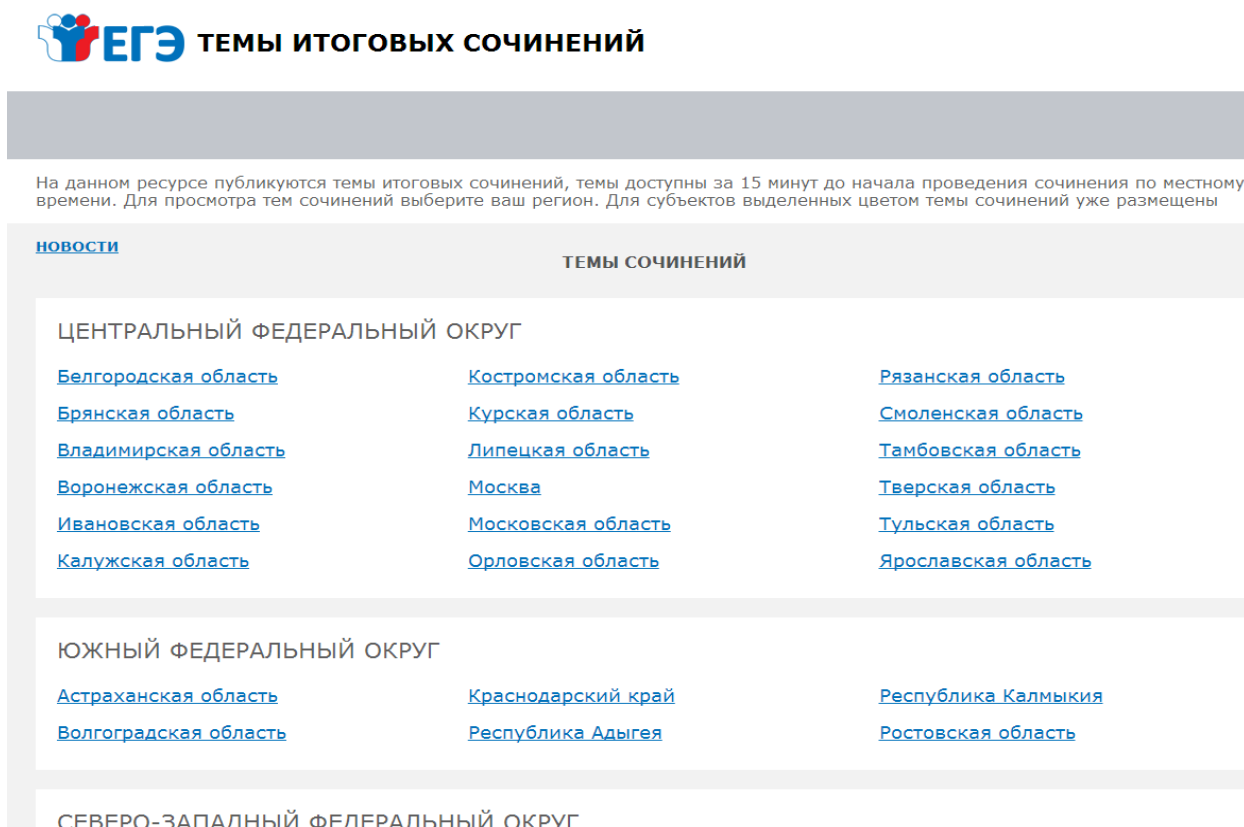 ЕГЭ ТЕМЫ ИТОГОВЫХ СОЧИНЕНИЙ
На данном ресурсе публикуются темы итоговых сочинений, темы доступны за 15 минут до начала проведения сочинения по местному
времени. Для просмотра тем сочинений выберите ваш регион. Для субъектов выделенных цветом темы сочинений уже размещены
НОВОСТИ
ТЕМЫ СОЧИНЕНИЙ
ЦЕНТРАЛЬНЫЙ ФЕДЕРАЛЬНЫЙ ОКРУГ
Белгородская область Костромская область Рязанская область
Брянская область Курская область Смоленская область
Владимирская область Липецкая область Тамбовская область
Воронежская область Москва Тверская область
Ивановская область Московская область Тульская область
Калужская область Орловская область Ярославская область
ЮЖНЫЙ ФЕДЕРАЛЬНЫЙ ОКРУГ
Астраханская область Краснодарский край Республика Калмыкия
Волгоградская область Республика Адыгея Ростовская область
СЕВЕРО-ЗАПАДНЫЙ ФЕДЕРАЛЬНЫЙ ОКРУГ